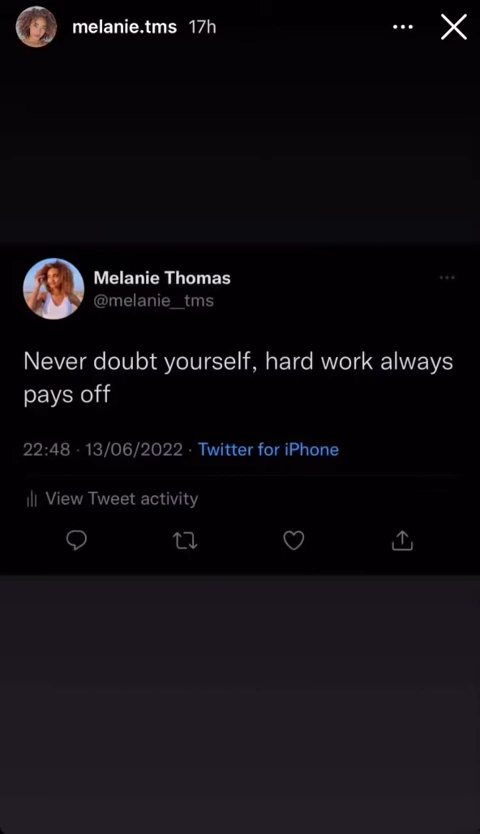 melanie.tms 17h
Melanie Thomas
@melanie__tms
Never doubt yourself, hard work always
pays off
22:48 · 13/06/2022 · Twitter for iPhone
View Tweet activity